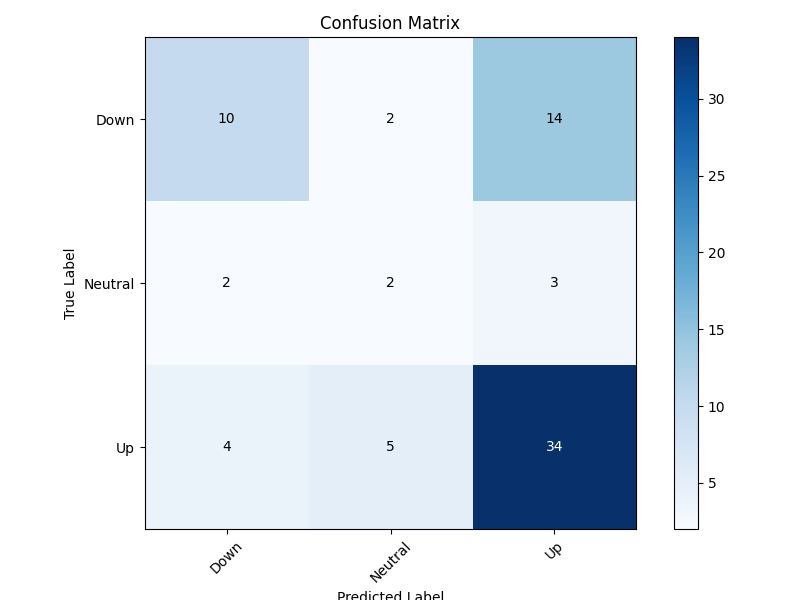 Confusion Matrix
Down 10 2 14
Neutral 2 2 3
Up 4 5 34
Down Neutral Up
Predicted Label
True Label
30
25
20
15
10
5